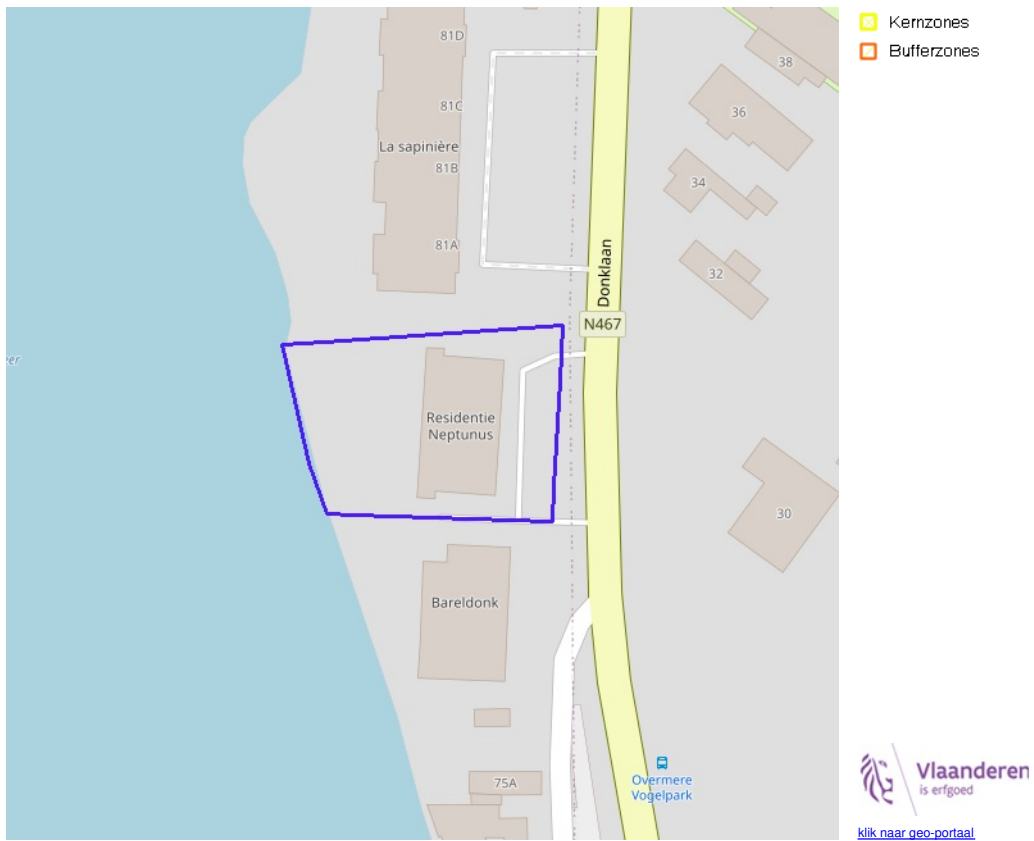 Kernzones
Bufferzones
81D
38
81C
36
La sapinière
81B
34
81A
32
Donklaan
N467
eer
Residentie
Neptunus
30
Bareldonk
75A
Overmere
Vogelpark
Vlaanderen
is erfgoed
klik naar geo-portaal